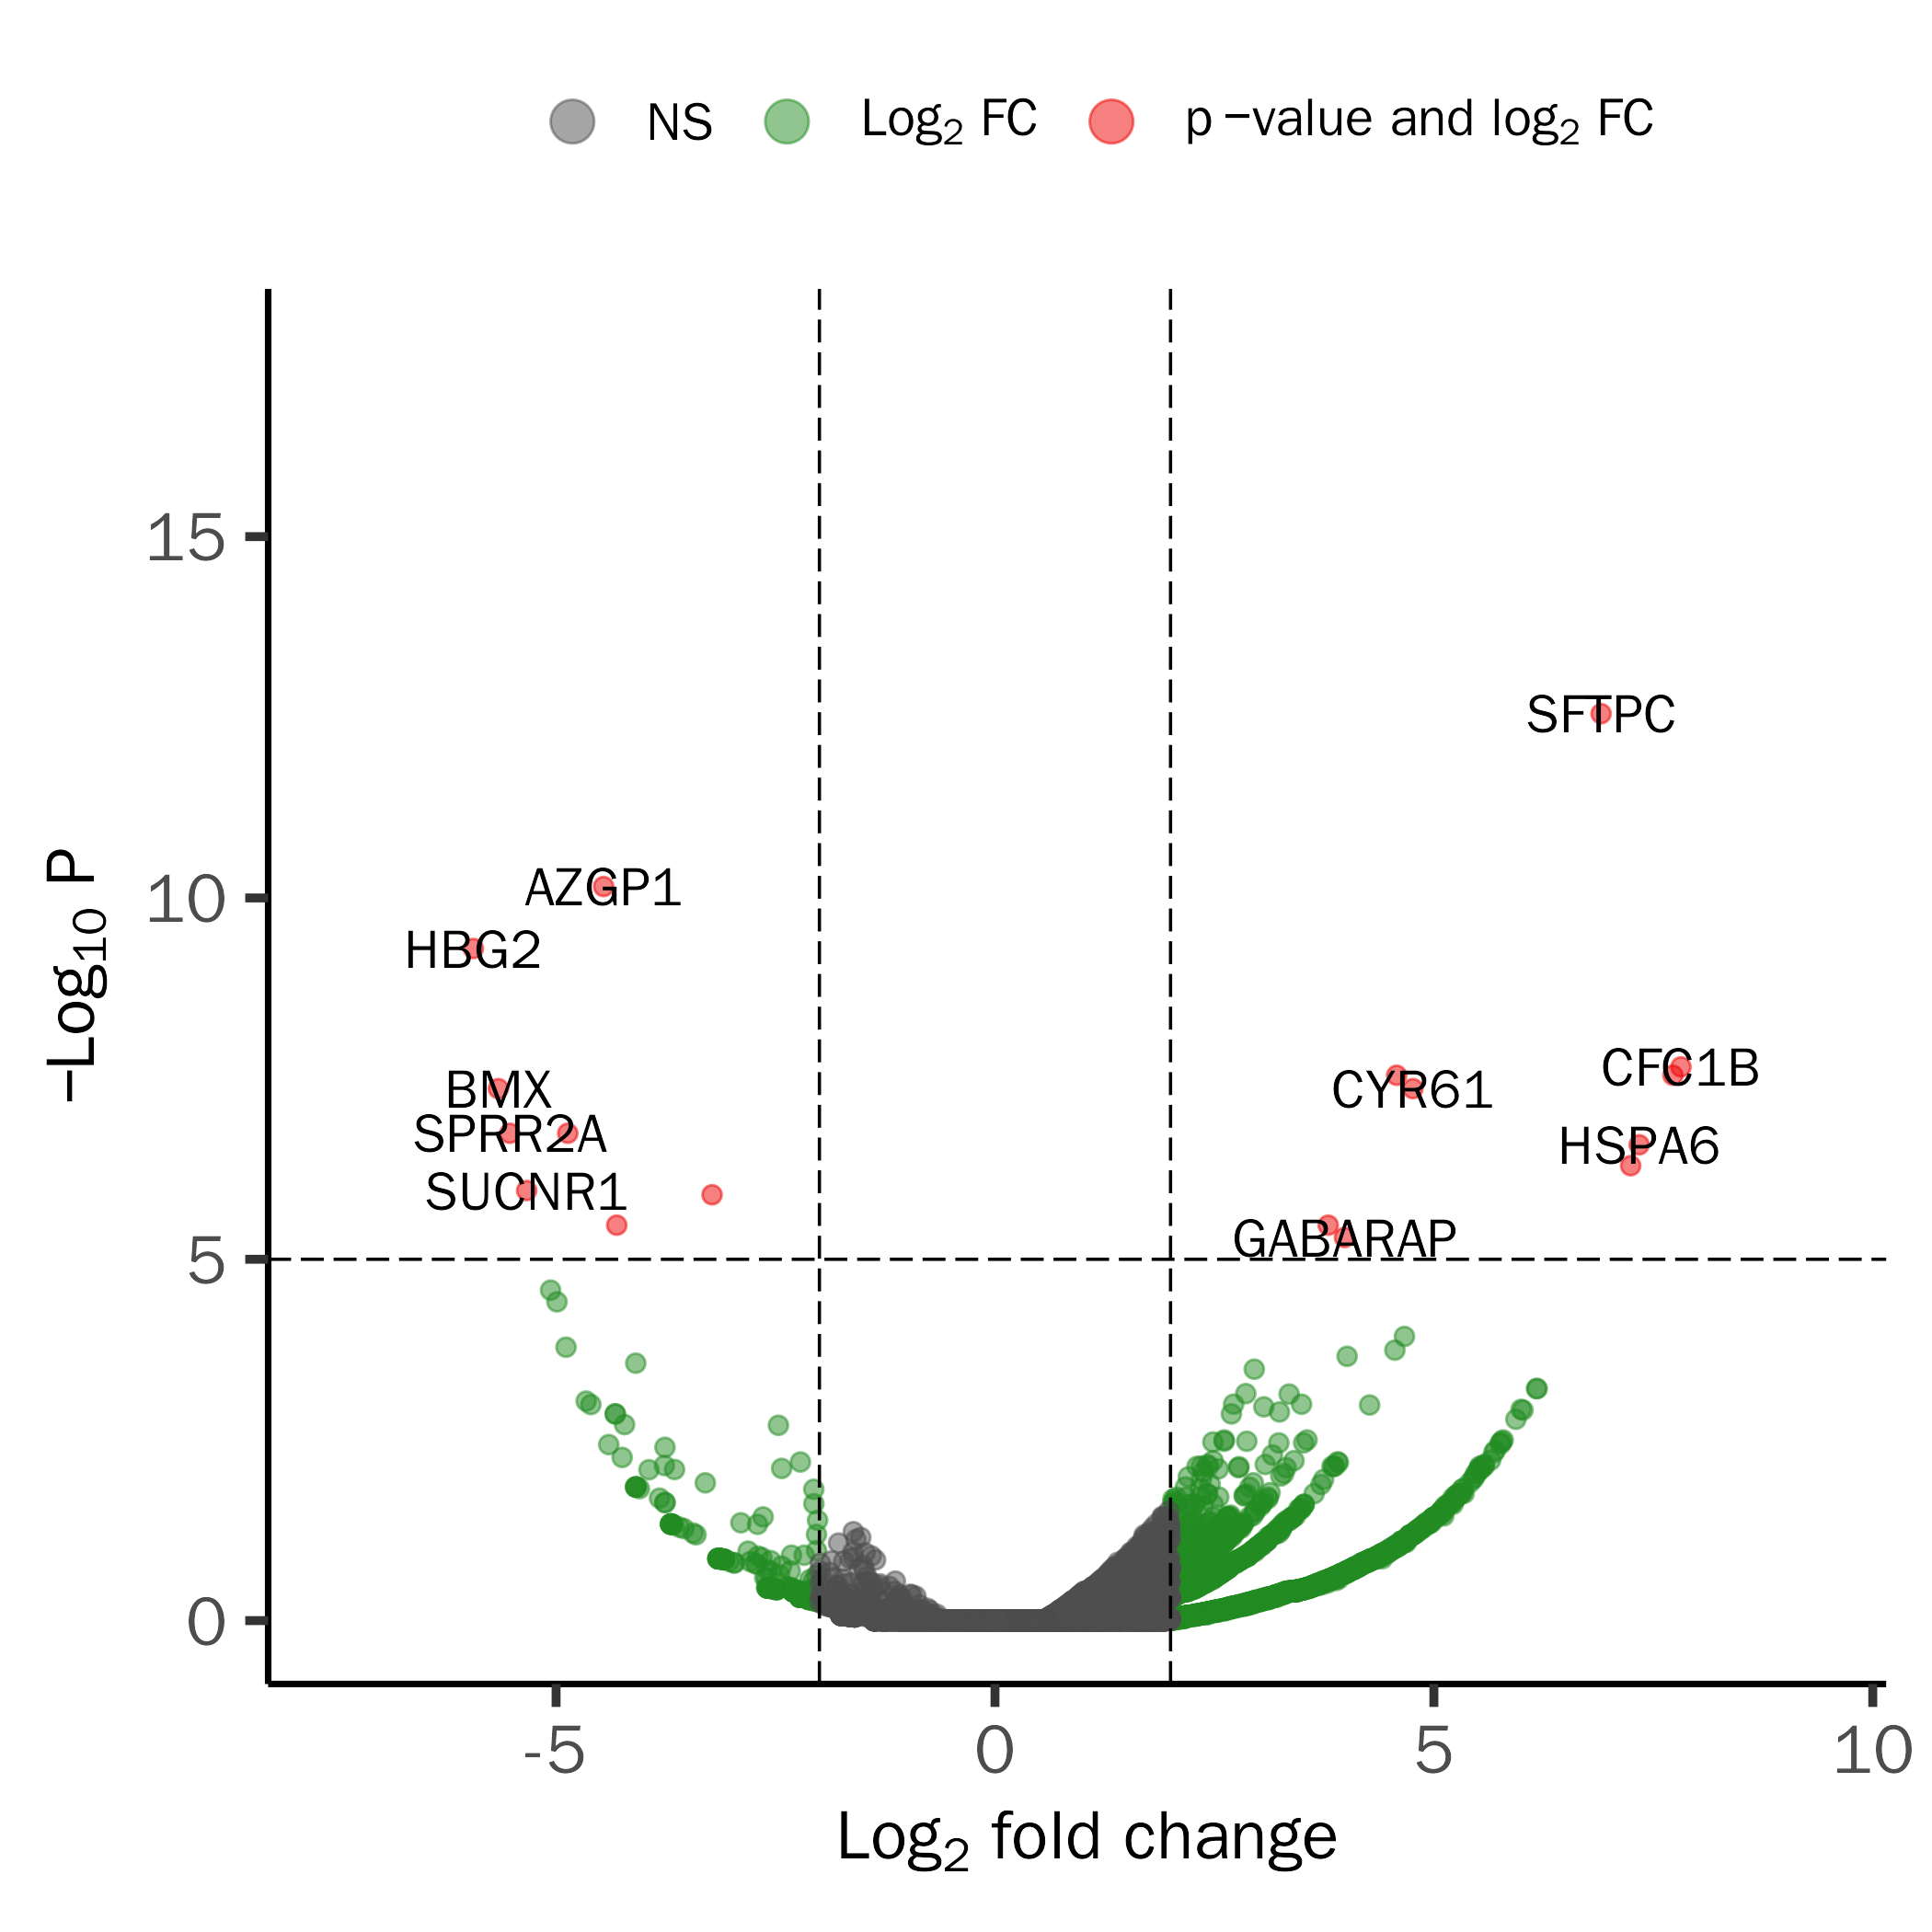 NS Log₂ FC p −value and log₂ FC
SFTPC
AZGP1
HBG2
CFC1B
BMX
CYR61
SPRR2A
HSPA6
SUCNR1
GABARAP
−Log₁₀ P
15
10
5
0
-5 0 5 10
Log₂ fold change